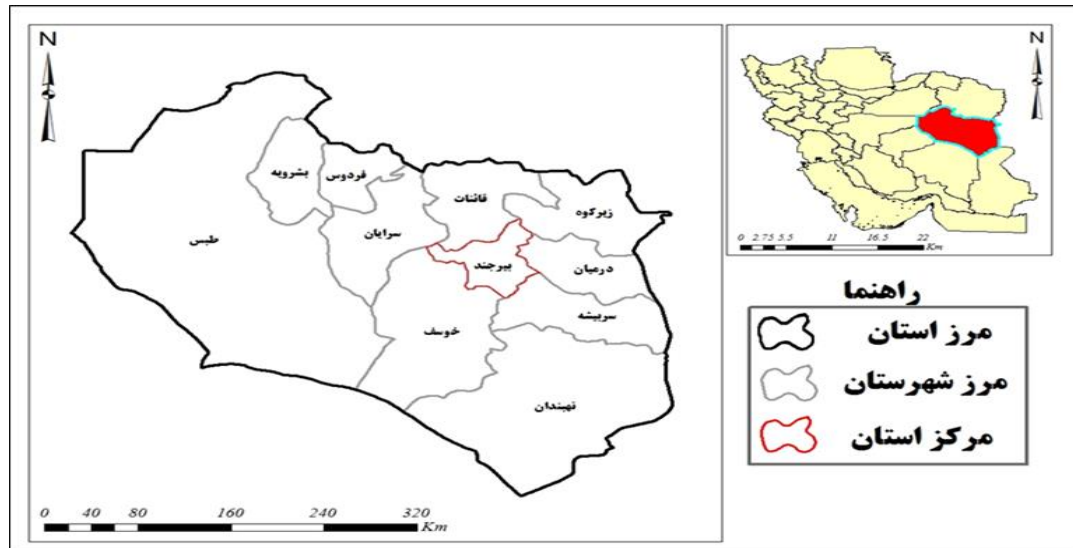 N
بشرویه
فردوس
قائنات
زیرکوه
طبس
سرایان
بیرجند
درمیان
خوسف
سربیشه
نهبندان
0 40 80 160 240 320
Km
N
0 2.75 5.5 11 16.5 22
Km
راهنما
مرز استان
مرز شهرستان
مرکز استان